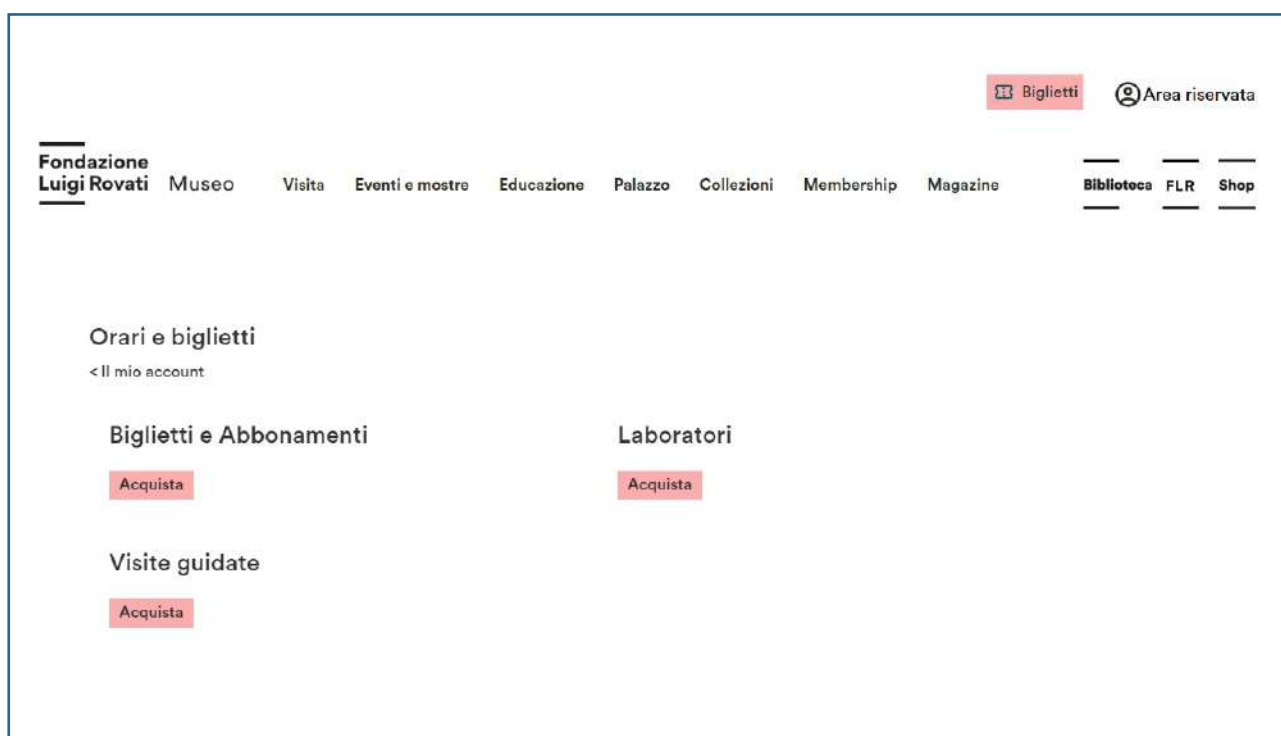 Biglietti Area riservata
Fondazione
Luigi Rovati Museo Visita Eventi e mostre Educazione Palazzo Collezioni Membership Magazine Biblioteca FLR Shop
Orari e biglietti
< Il mio account
Biglietti e Abbonamenti Laboratori
Acquista Acquista
Visite guidate
Acquista